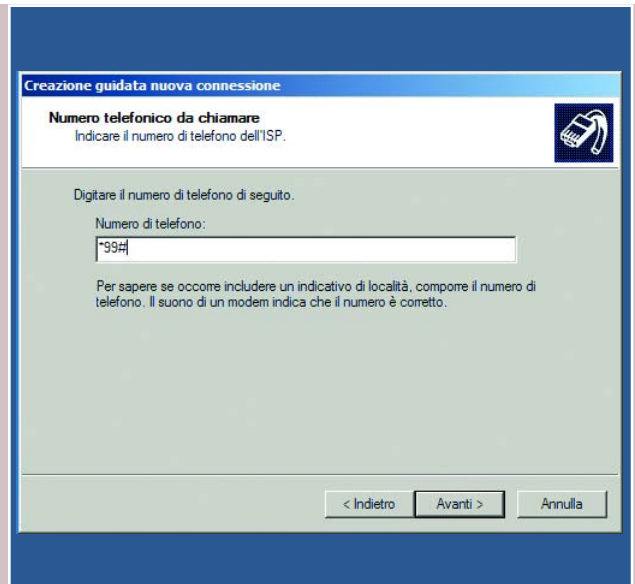 Creazione guidata nuova connessione
Numero telefonico da chiamare
Indicare il numero di telefono dell'ISP.
Digitare il numero di telefono di seguito.
Numero di telefono:
*99#
Per sapere se occorre includere un indicativo di località, comporre il numero di
telefono. Il suono di un modem indica che il numero è corretto.
< Indietro
Avanti >
Annulla